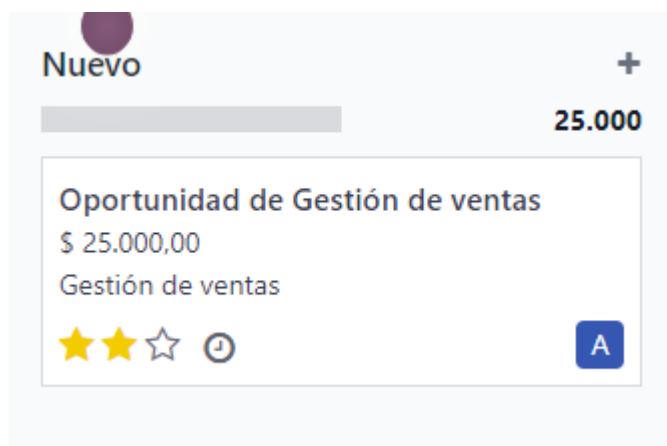 Nuevo +
25.000
Oportunidad de Gestión de ventas
$ 25.000,00
Gestión de ventas
A